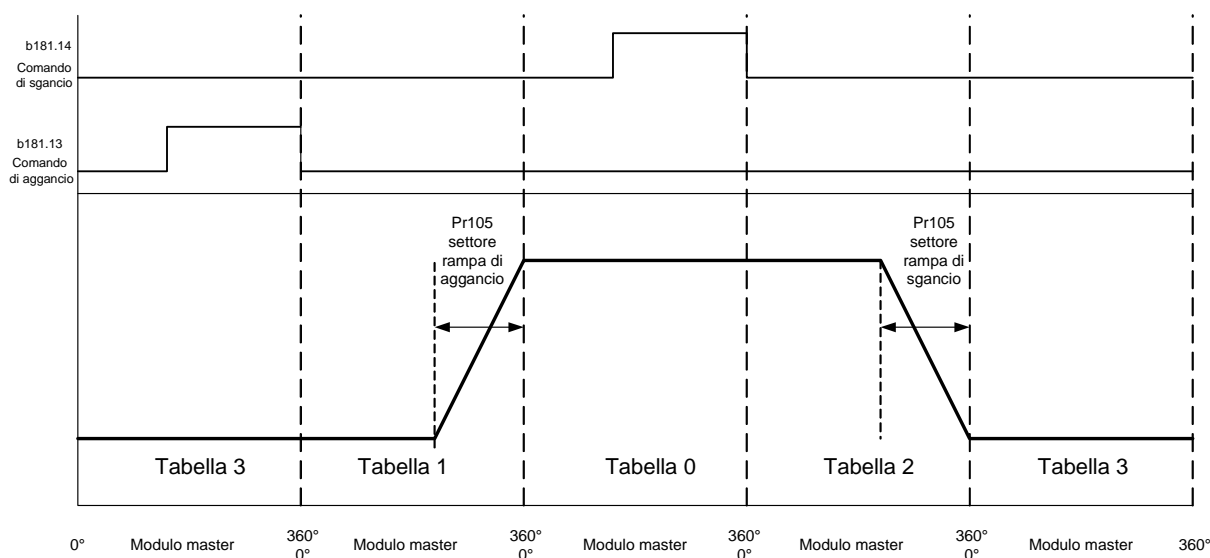 b181.14
Comando
di sgancio
b181.13
Comando
di aggancio
Pr105
settore
rampa di
aggancio
Pr105
settore
rampa di
sgancio
Tabella 3
Tabella 1
Tabella 0
Tabella 2
Tabella 3
0°
Modulo master
360°
0°
Modulo master
360°
0°
Modulo master
360°
0°
Modulo master
360°
0°
Modulo master
360°